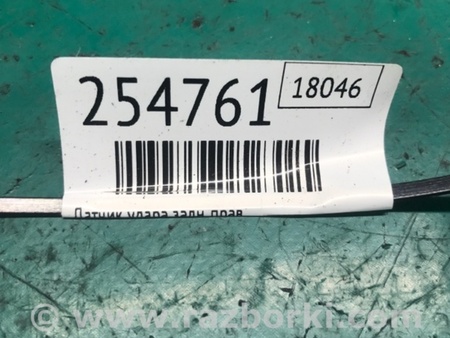 254761
18046
Датчик удара задн прав
© www.razborki.com